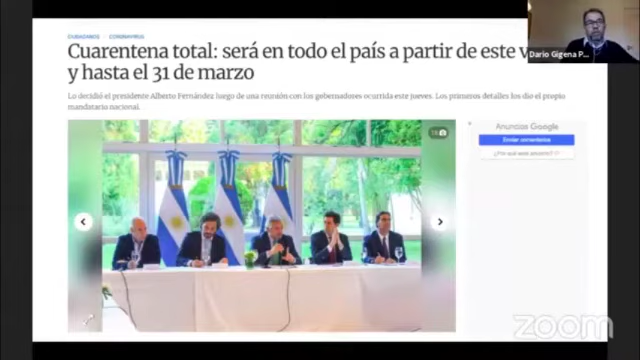 CIUDADANOS CORONAVIRUS
Cuarentena total: será en todo el país a partir de este v
y hasta el 31 de marzo
Lo decidió el presidente Alberto Fernández luego de una reunión con los gobernadores ocurrida este jueves. Los primeros detalles los dio el propio
mandatario nacional.
Dario Gigena P...
Anuncios Google
Enviar comentarios
¿Por qué este anuncio?
zoom